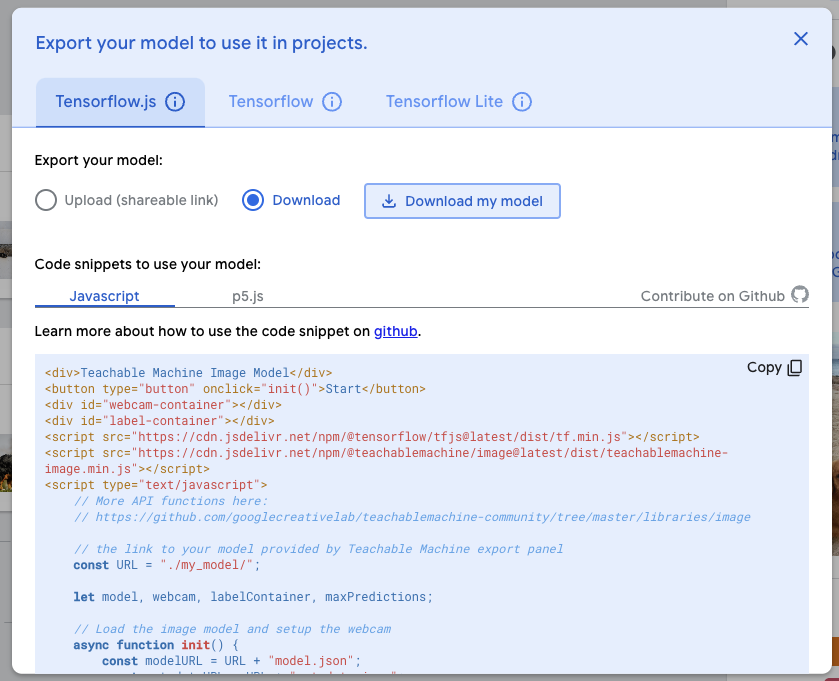 Export your model to use it in projects.
Tensorflow.js
Tensorflow
Tensorflow Lite
Export your model:
Upload (shareable link)
Download
Download my model
Code snippets to use your model:
Javascript
p5.js
Contribute on Github
Learn more about how to use the code snippet on github.
Copy
<div>Teachable Machine Image Model</div>
<button type="button" onclick="init()">Start</button>
<div id="webcam-container"></div>
<div id="label-container"></div>
<script src="https://cdn.jsdelivr.net/npm/@tensorflow/tfjs@latest/dist/tf.min.js"></script>
<script src="https://cdn.jsdelivr.net/npm/@teachablemachine/image@latest/dist/teachablemachine-
image.min.js"></script>
<script type="text/javascript">
// More API functions here:
// https://github.com/googlecreativelab/teachablemachine-community/tree/master/libraries/image
// the link to your model provided by Teachable Machine export panel
const URL = "./my_model/";
let model, webcam, labelContainer, maxPredictions;
// Load the image model and setup the webcam
async function init() {
const modelURL = URL + "model.json";